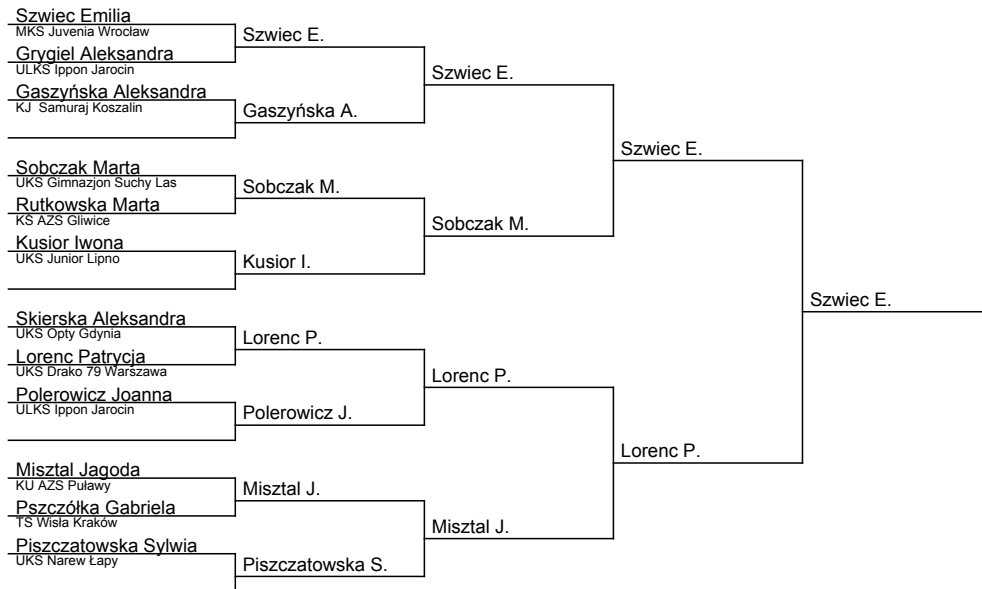 Szwiec Emilia
MKS Juvenia Wrocław
Grygiel Aleksandra
ULKS Ippon Jarocin
Gaszyńska Aleksandra
KJ  Samuraj Koszalin
Sobczak Marta
UKS Gimnazjon Suchy Las
Rutkowska Marta
KS AZS Gliwice
Kusior Iwona
UKS Junior Lipno
Skierska Aleksandra
UKS Opty Gdynia
Lorenc Patrycja
UKS Drako 79 Warszawa
Polerowicz Joanna
ULKS Ippon Jarocin
Misztal Jagoda
KU AZS Puławy
Pszczółka Gabriela
TS Wisła Kraków
Piszczatowska Sylwia
UKS Narew Łapy
Szwiec E.
Gaszyńska A.
Sobczak M.
Kusior I.
Lorenc P.
Polerowicz J.
Misztal J.
Piszczatowska S.
Szwiec E.
Sobczak M.
Lorenc P.
Misztal J.
Szwiec E.
Lorenc P.
Szwiec E.